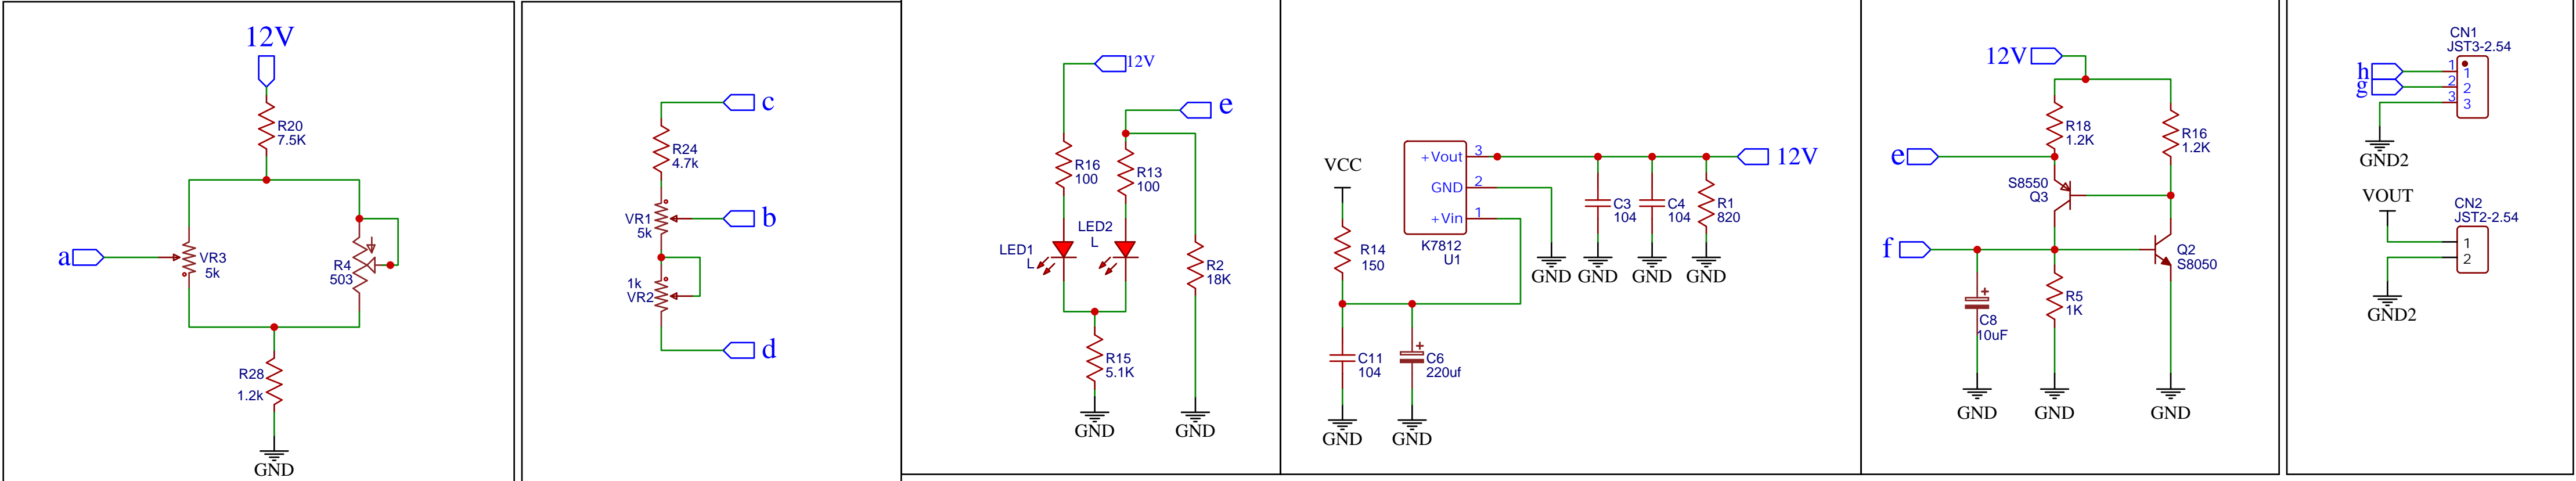 12V
R20
7.5K
a
VR3
5k
R4
503
R28
1.2k
GND
c
R24
4.7k
VR1
5k
b
1k
VR2
d
12V
e
R16
100
R13
100
LED1
L
LED2
L
R2
18K
R15
5.1K
GND
GND
VCC
R14
150
+Vout
3
GND
2
+Vin
1
K7812
U1
12V
C3
104
C4
104
R1
820
GND
GND
GND
GND
C11
104
C6
220uf
GND
GND
12V
R18
1.2K
R16
1.2K
e
S8550
Q3
f
Q2
S8050
C8
10uF
R5
1K
GND
GND
GND
CN1
JST3-2.54
h
1
1
g
2
2
3
3
GND2
VOUT
CN2
JST2-2.54
1
2
GND2